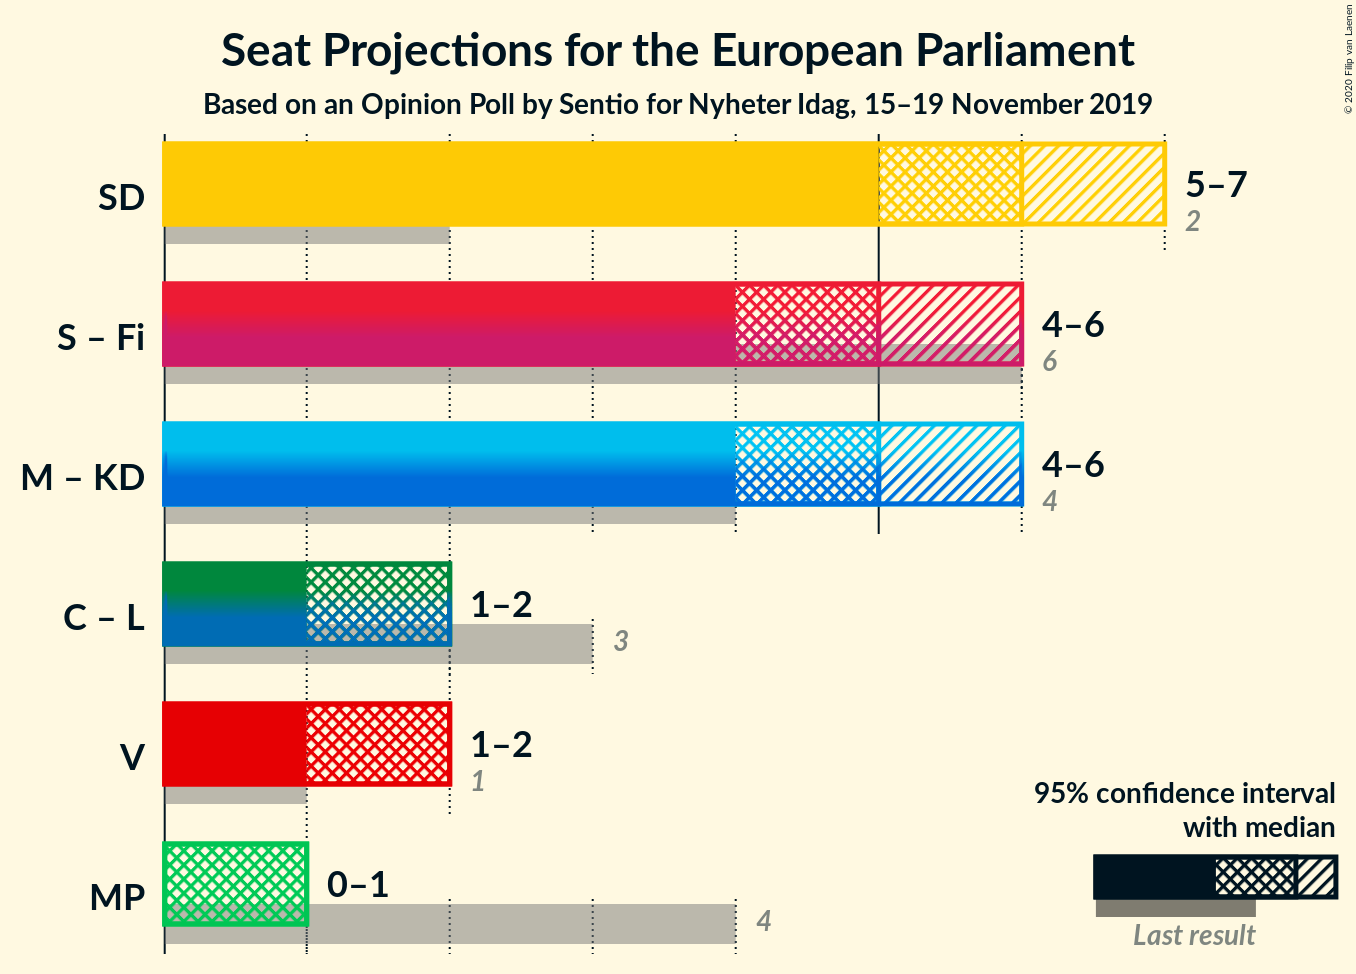 Seat Projections for the European Parliament
Based on an Opinion Poll by Sentio for Nyheter Idag, 15–19 November 2019
© 2020 Filip van Laenen
SD
5–7
2
S – Fi
4–6
6
M – KD
4–6
4
C – L
1–2
3
V
1–2
1
MP
0–1
4
95% confidence interval
with median
Last result